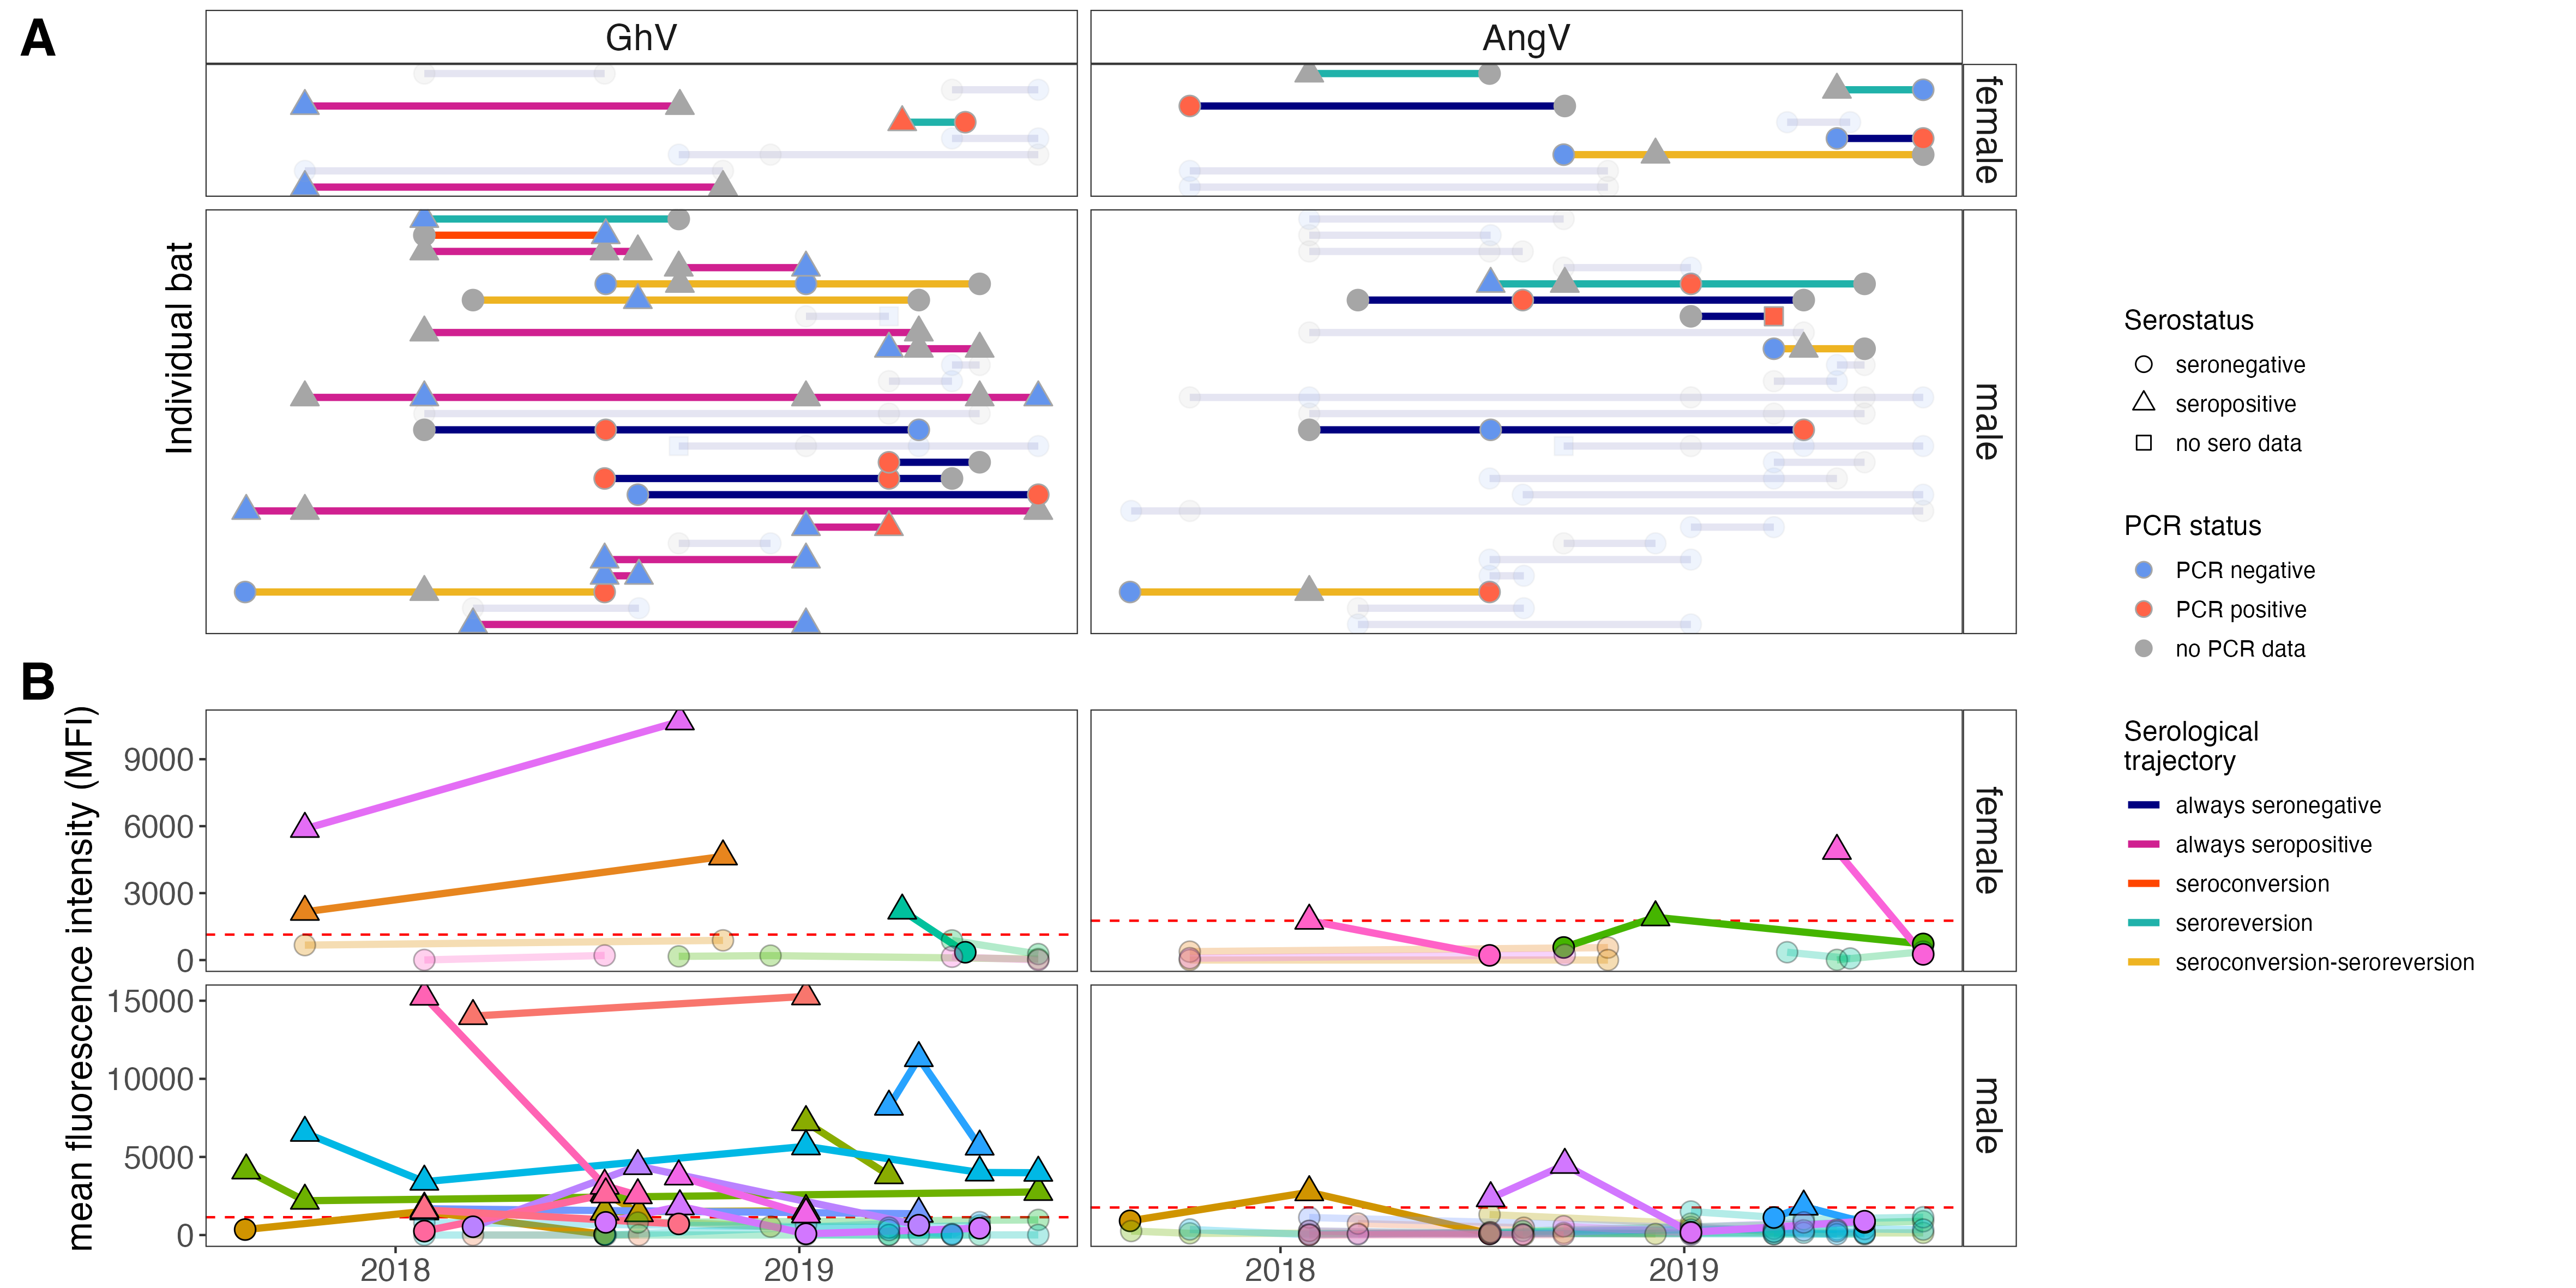 A
GhV
AngV
female
Individual bat
male
Serostatus
seronegative
seropositive
no sero data
PCR status
PCR negative
PCR positive
no PCR data
Serological
trajectory
always seronegative
always seropositive
seroconversion
seroreversion
seroconversion-seroreversion
B
mean fluorescence intensity (MFI)
9000
6000
3000
0
female
15000
10000
5000
0
male
2018
2019
2018
2019